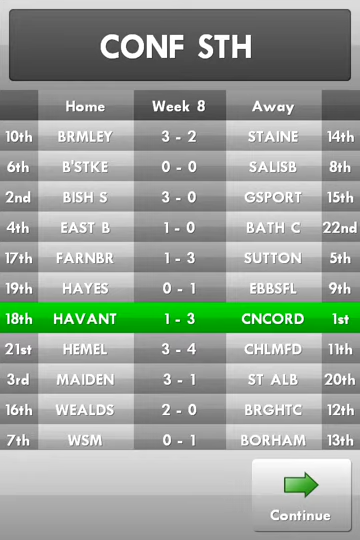 CONF STH
Home Week 8 Away
10th BRMLEY 3 - 2 STAINE 14th
6th B'STKE 0 - 0 SALISB 8th
2nd BISH S 3 - 0 GSPORT 15th
4th EAST B 1 - 0 BATH C 22nd
17th FARNBR 1 - 3 SUTTON 5th
19th HAYES 0 - 1 EBBSFL 9th
18th HAVANT 1 - 3 CNCORD 1st
21st HEMEL 3 - 4 CHLMFD 11th
3rd MAIDEN 3 - 1 ST ALB 20th
16th WEALDS 2 - 0 BRGHTC 12th
7th WSM 0 - 1 BORHAM 13th
Continue